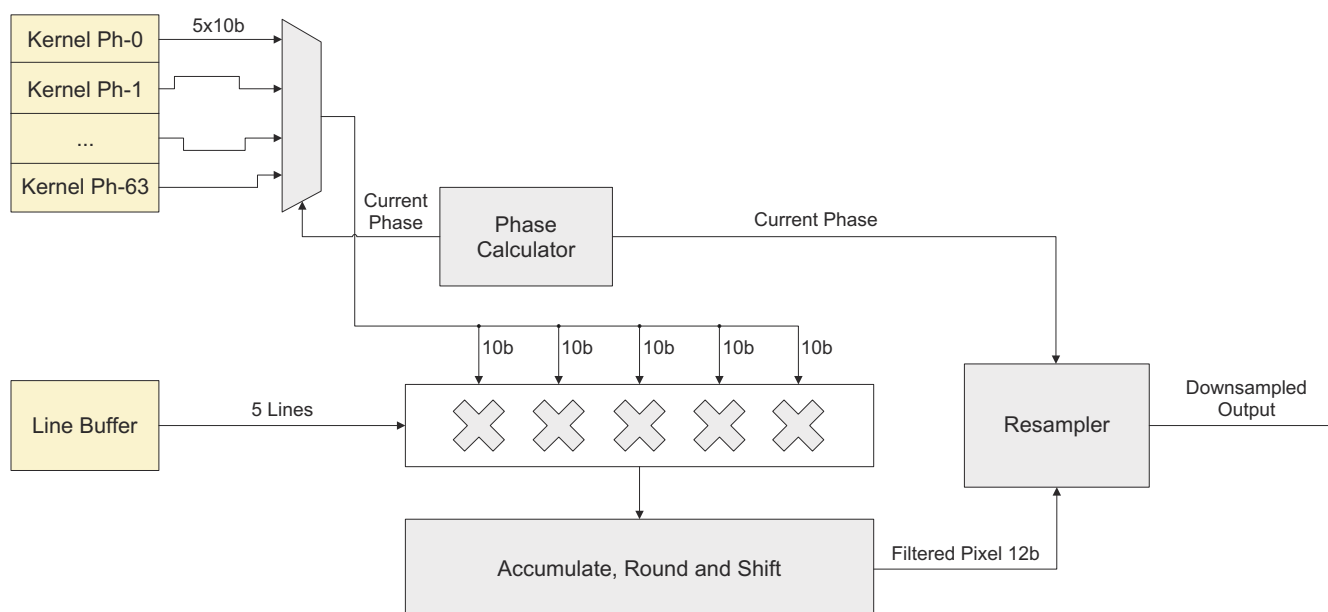 Kernel Ph-0
5x10b
Kernel Ph-1
...
Kernel Ph-63
Current
Phase
Phase
Calculator
Current Phase
10b
10b
10b
10b
10b
Line Buffer
5 Lines
Resampler
Downsampled
Output
Accumulate, Round and Shift
Filtered Pixel 12b